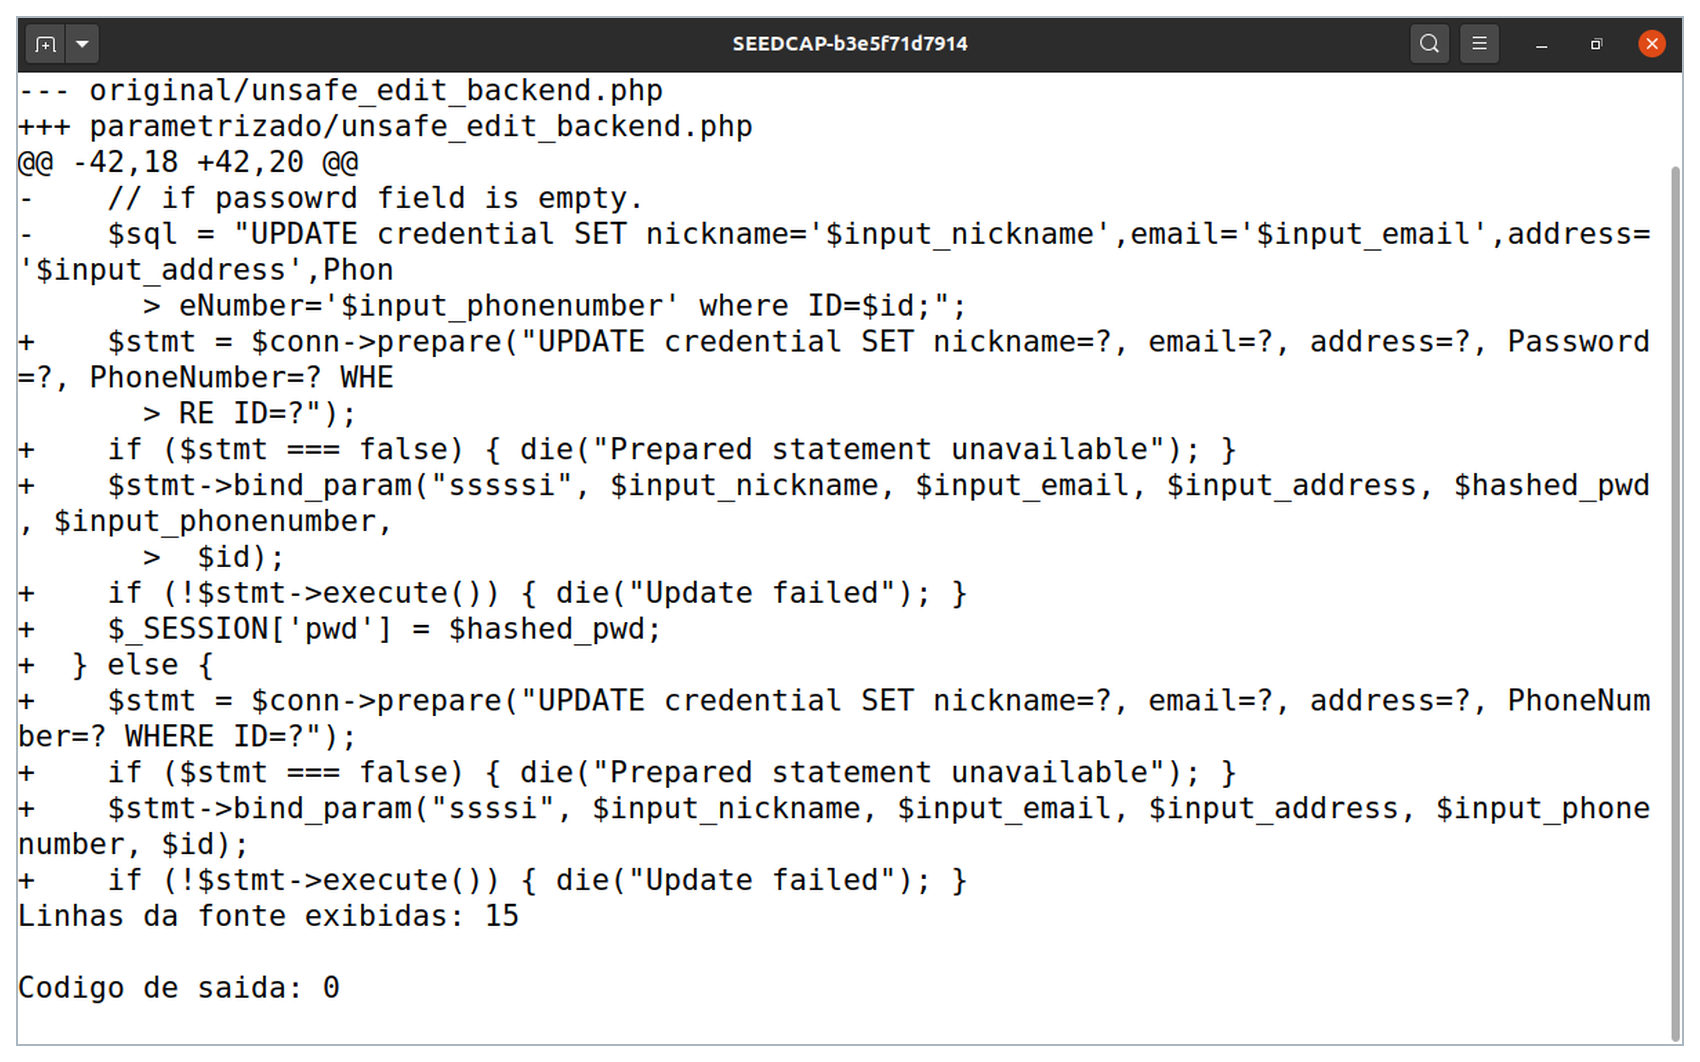 SEEDCAP-b3e5f71d7914
--- original/unsafe_edit_backend.php
+++ parametrizado/unsafe_edit_backend.php
@@ -42,18 +42,20 @@
-    // if passowrd field is empty.
-    $sql = "UPDATE credential SET nickname='$input_nickname',email='$input_email',address=
'$input_address',Phon
       > eNumber='$input_phonenumber' where ID=$id;";
+    $stmt = $conn->prepare("UPDATE credential SET nickname=?, email=?, address=?, Password
=?, PhoneNumber=? WHE
       > RE ID=?");
+    if ($stmt === false) { die("Prepared statement unavailable"); }
+    $stmt->bind_param("sssssi", $input_nickname, $input_email, $input_address, $hashed_pwd
, $input_phonenumber,
       >  $id);
+    if (!$stmt->execute()) { die("Update failed"); }
+    $_SESSION['pwd'] = $hashed_pwd;
+  } else {
+    $stmt = $conn->prepare("UPDATE credential SET nickname=?, email=?, address=?, PhoneNum
ber=? WHERE ID=?");
+    if ($stmt === false) { die("Prepared statement unavailable"); }
+    $stmt->bind_param("ssssi", $input_nickname, $input_email, $input_address, $input_phone
number, $id);
+    if (!$stmt->execute()) { die("Update failed"); }
Linhas da fonte exibidas: 15
Codigo de saida: 0